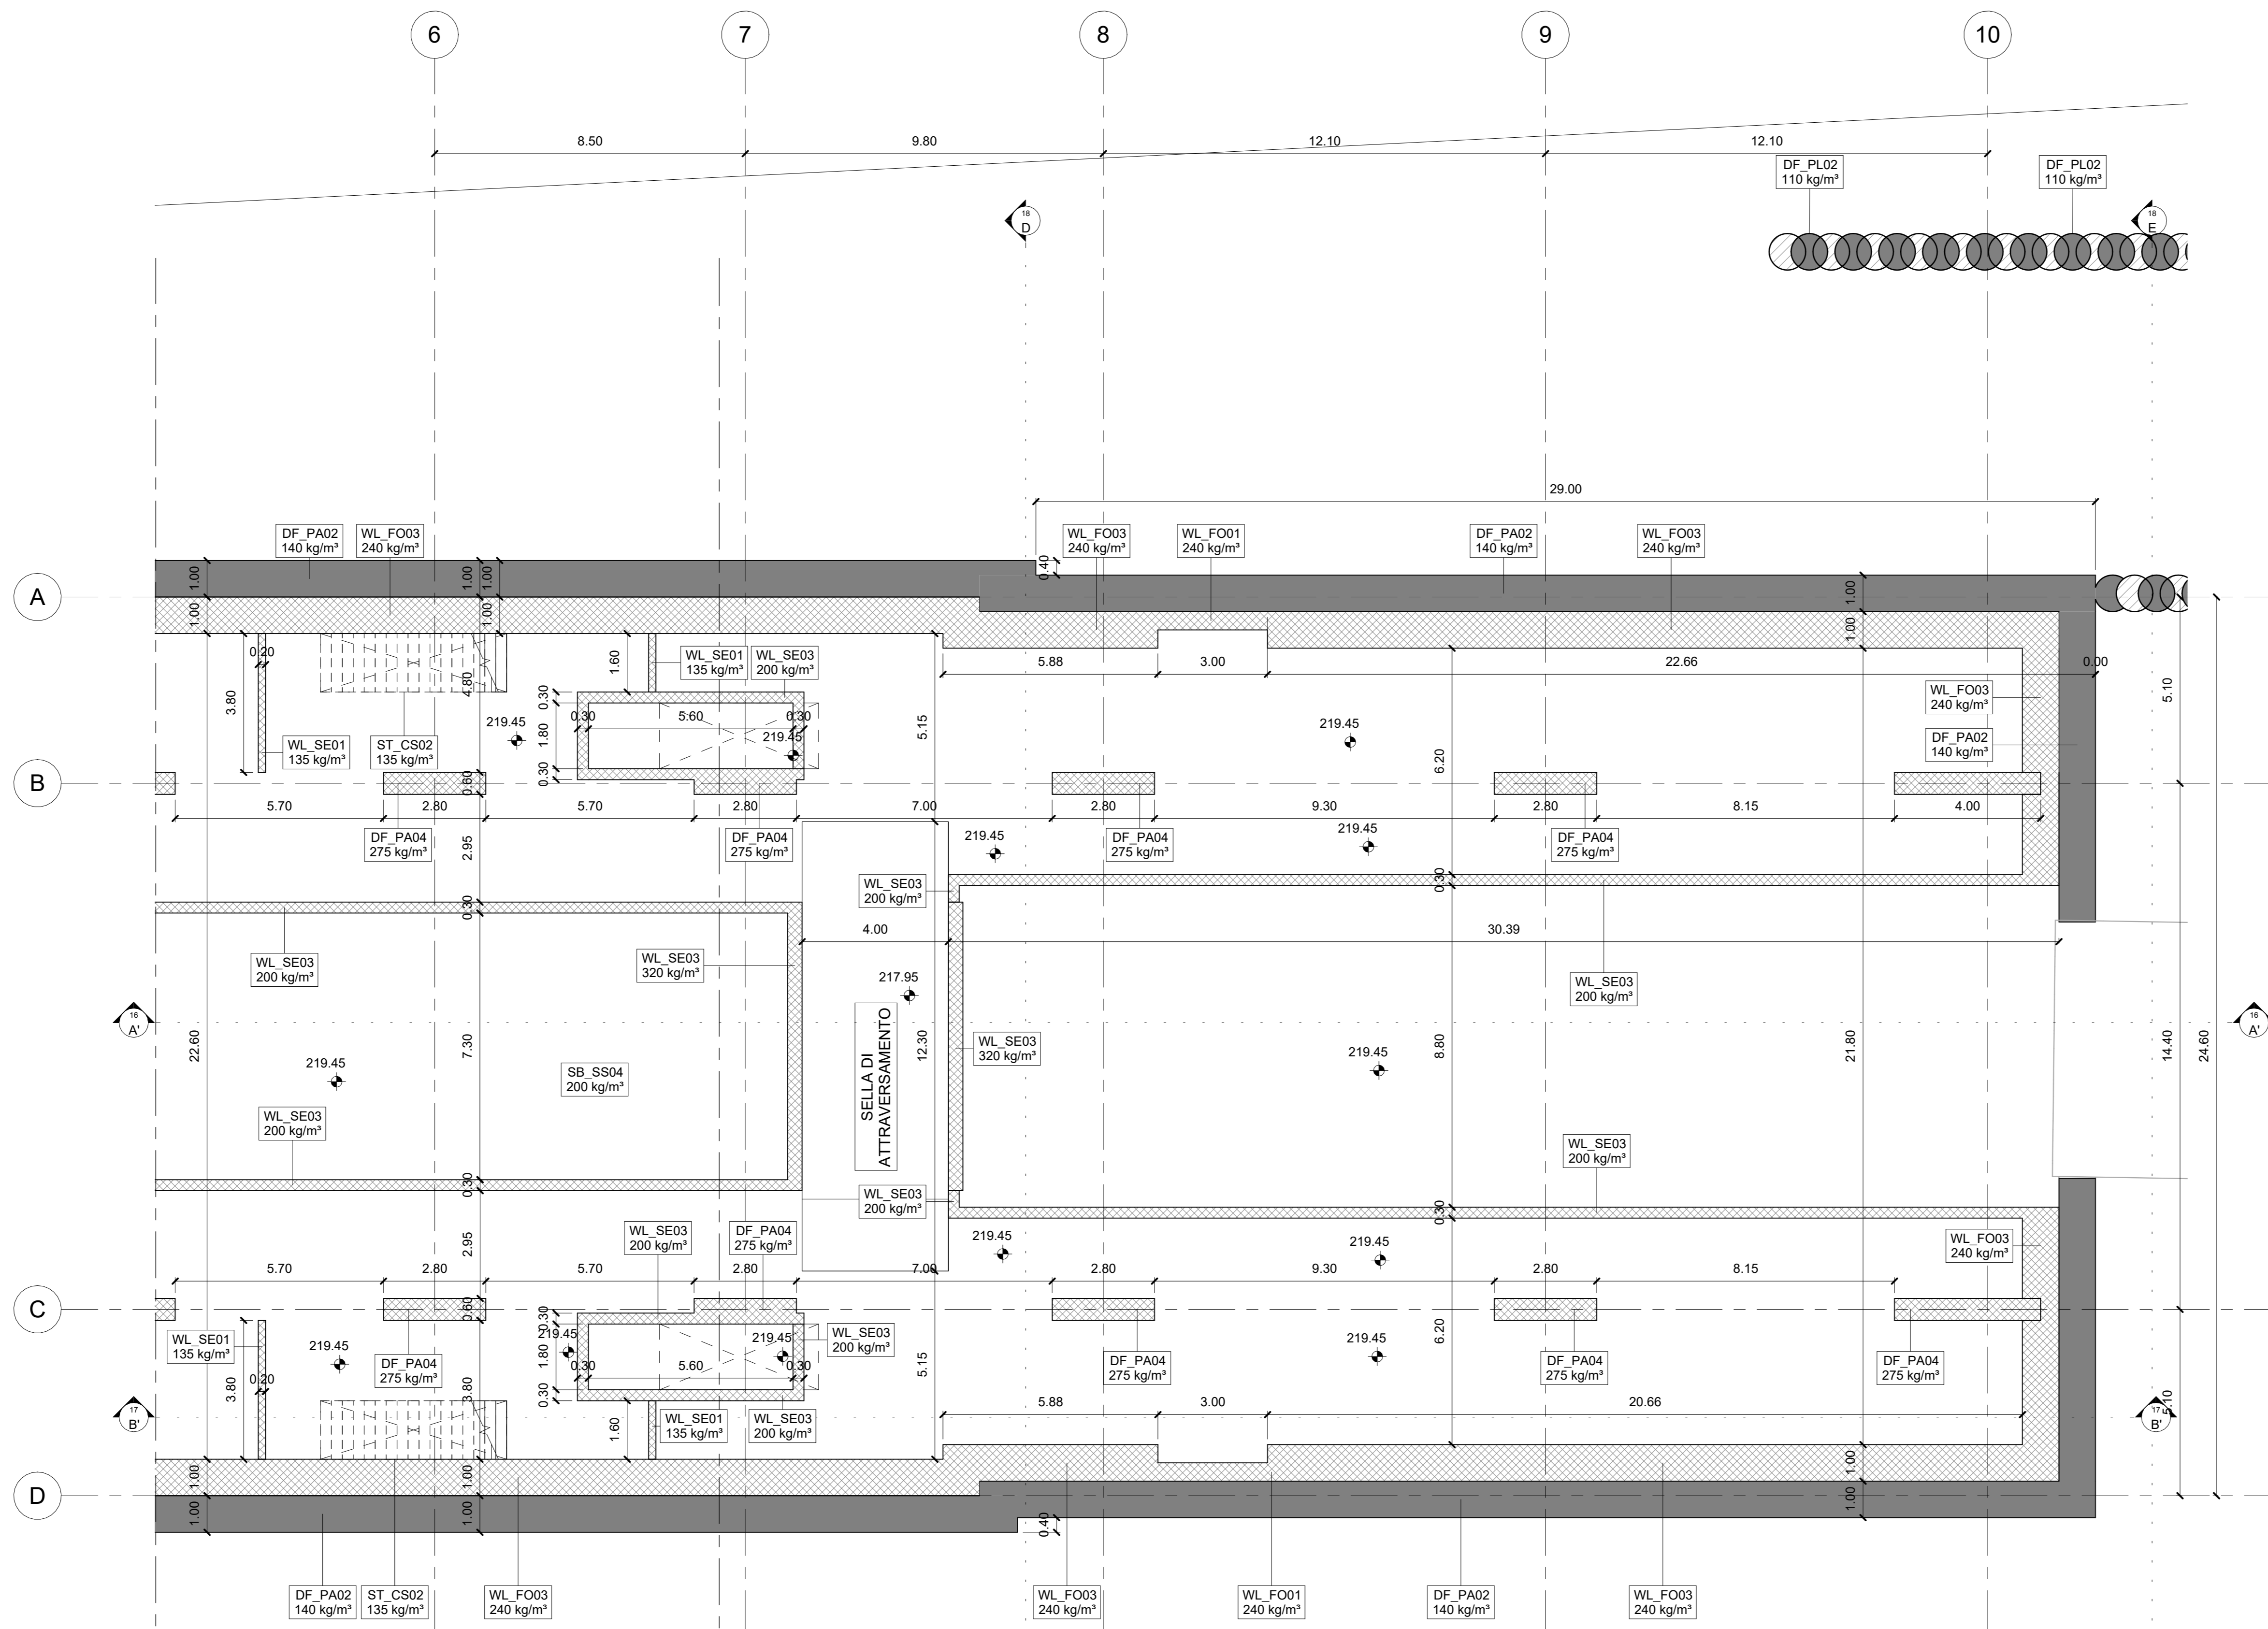 6
7
8
9
10
8.50
9.80
12.10
12.10
DF_PL02
110 kg/m³
DF_PL02
110 kg/m³
18
D
18
E
29.00
DF_PA02
140 kg/m³
WL_FO03
240 kg/m³
WL_FO03
240 kg/m³
WL_FO01
240 kg/m³
DF_PA02
140 kg/m³
WL_FO03
240 kg/m³
1.00
1.00
1.00
0.40
1.00
A
1.00
1.00
1.00
0.20
3.80
4.80
1.60
WL_SE01
135 kg/m³
WL_SE03
200 kg/m³
5.88
3.00
22.66
0.00
5.10
WL_FO03
240 kg/m³
0.30
0.30
5.60
0.30
1.80
219.45
219.45
5.15
219.45
6.20
WL_SE01
135 kg/m³
ST_CS02
135 kg/m³
DF_PA02
140 kg/m³
B
0.60
0.30
5.70
2.80
5.70
2.80
7.00
2.80
9.30
2.80
8.15
4.00
DF_PA04
275 kg/m³
2.95
DF_PA04
275 kg/m³
219.45
DF_PA04
275 kg/m³
219.45
DF_PA04
275 kg/m³
WL_SE03
200 kg/m³
0.30
0.30
4.00
30.39
WL_SE03
200 kg/m³
WL_SE03
320 kg/m³
217.95
WL_SE03
200 kg/m³
16
A'
22.60
7.30
SELLA DI
ATTRAVERSAMENTO
12.30
WL_SE03
320 kg/m³
8.80
21.80
14.40
24.60
16
A'
219.45
SB_SS04
200 kg/m³
219.45
WL_SE03
200 kg/m³
WL_SE03
200 kg/m³
0.30
WL_SE03
200 kg/m³
0.30
2.95
WL_SE03
200 kg/m³
DF_PA04
275 kg/m³
219.45
219.45
WL_FO03
240 kg/m³
5.70
2.80
5.70
2.80
7.00
2.80
9.30
2.80
8.15
C
0.60
0.30
WL_SE01
135 kg/m³
219.45
DF_PA04
275 kg/m³
219.45
1.80
219.45
WL_SE03
200 kg/m³
5.15
DF_PA04
275 kg/m³
219.45
6.20
DF_PA04
275 kg/m³
DF_PA04
275 kg/m³
0.20
3.80
3.80
0.30
5.60
0.30
0.30
17
B'
1.60
WL_SE01
135 kg/m³
WL_SE03
200 kg/m³
5.88
3.00
20.66
5.10
17
B'
1.00
1.00
1.00
D
1.00
1.00
0.40
1.00
DF_PA02
140 kg/m³
ST_CS02
135 kg/m³
WL_FO03
240 kg/m³
WL_FO03
240 kg/m³
WL_FO01
240 kg/m³
DF_PA02
140 kg/m³
WL_FO03
240 kg/m³